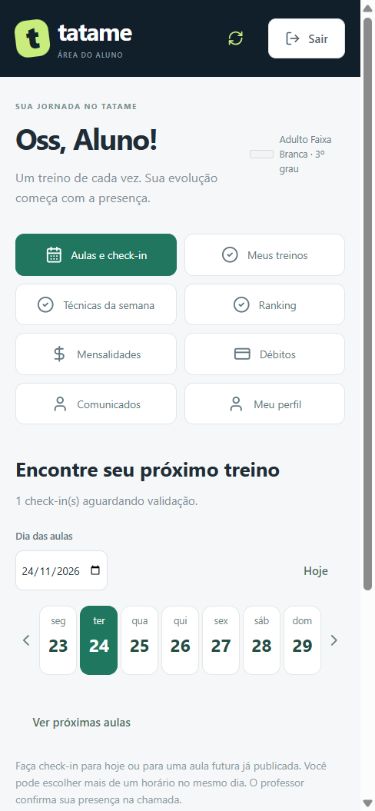 t tatame
ÁREA DO ALUNO
Sair
SUA JORNADA NO TATAME
Oss, Aluno!
Um treino de cada vez. Sua evolução
começa com a presença.
Adulto Faixa
Branca · 3º
grau
Aulas e check-in
Meus treinos
Técnicas da semana
Ranking
Mensalidades
Débitos
Comunicados
Meu perfil
Encontre seu próximo treino
1 check-in(s) aguardando validação.
Dia das aulas
24/11/2026
Hoje
seg ter qua qui sex sáb dom
23 24 25 26 27 28 29
Ver próximas aulas
Faça check-in para hoje ou para uma aula futura já publicada. Você
pode escolher mais de um horário no mesmo dia. O professor
confirma sua presença na chamada.